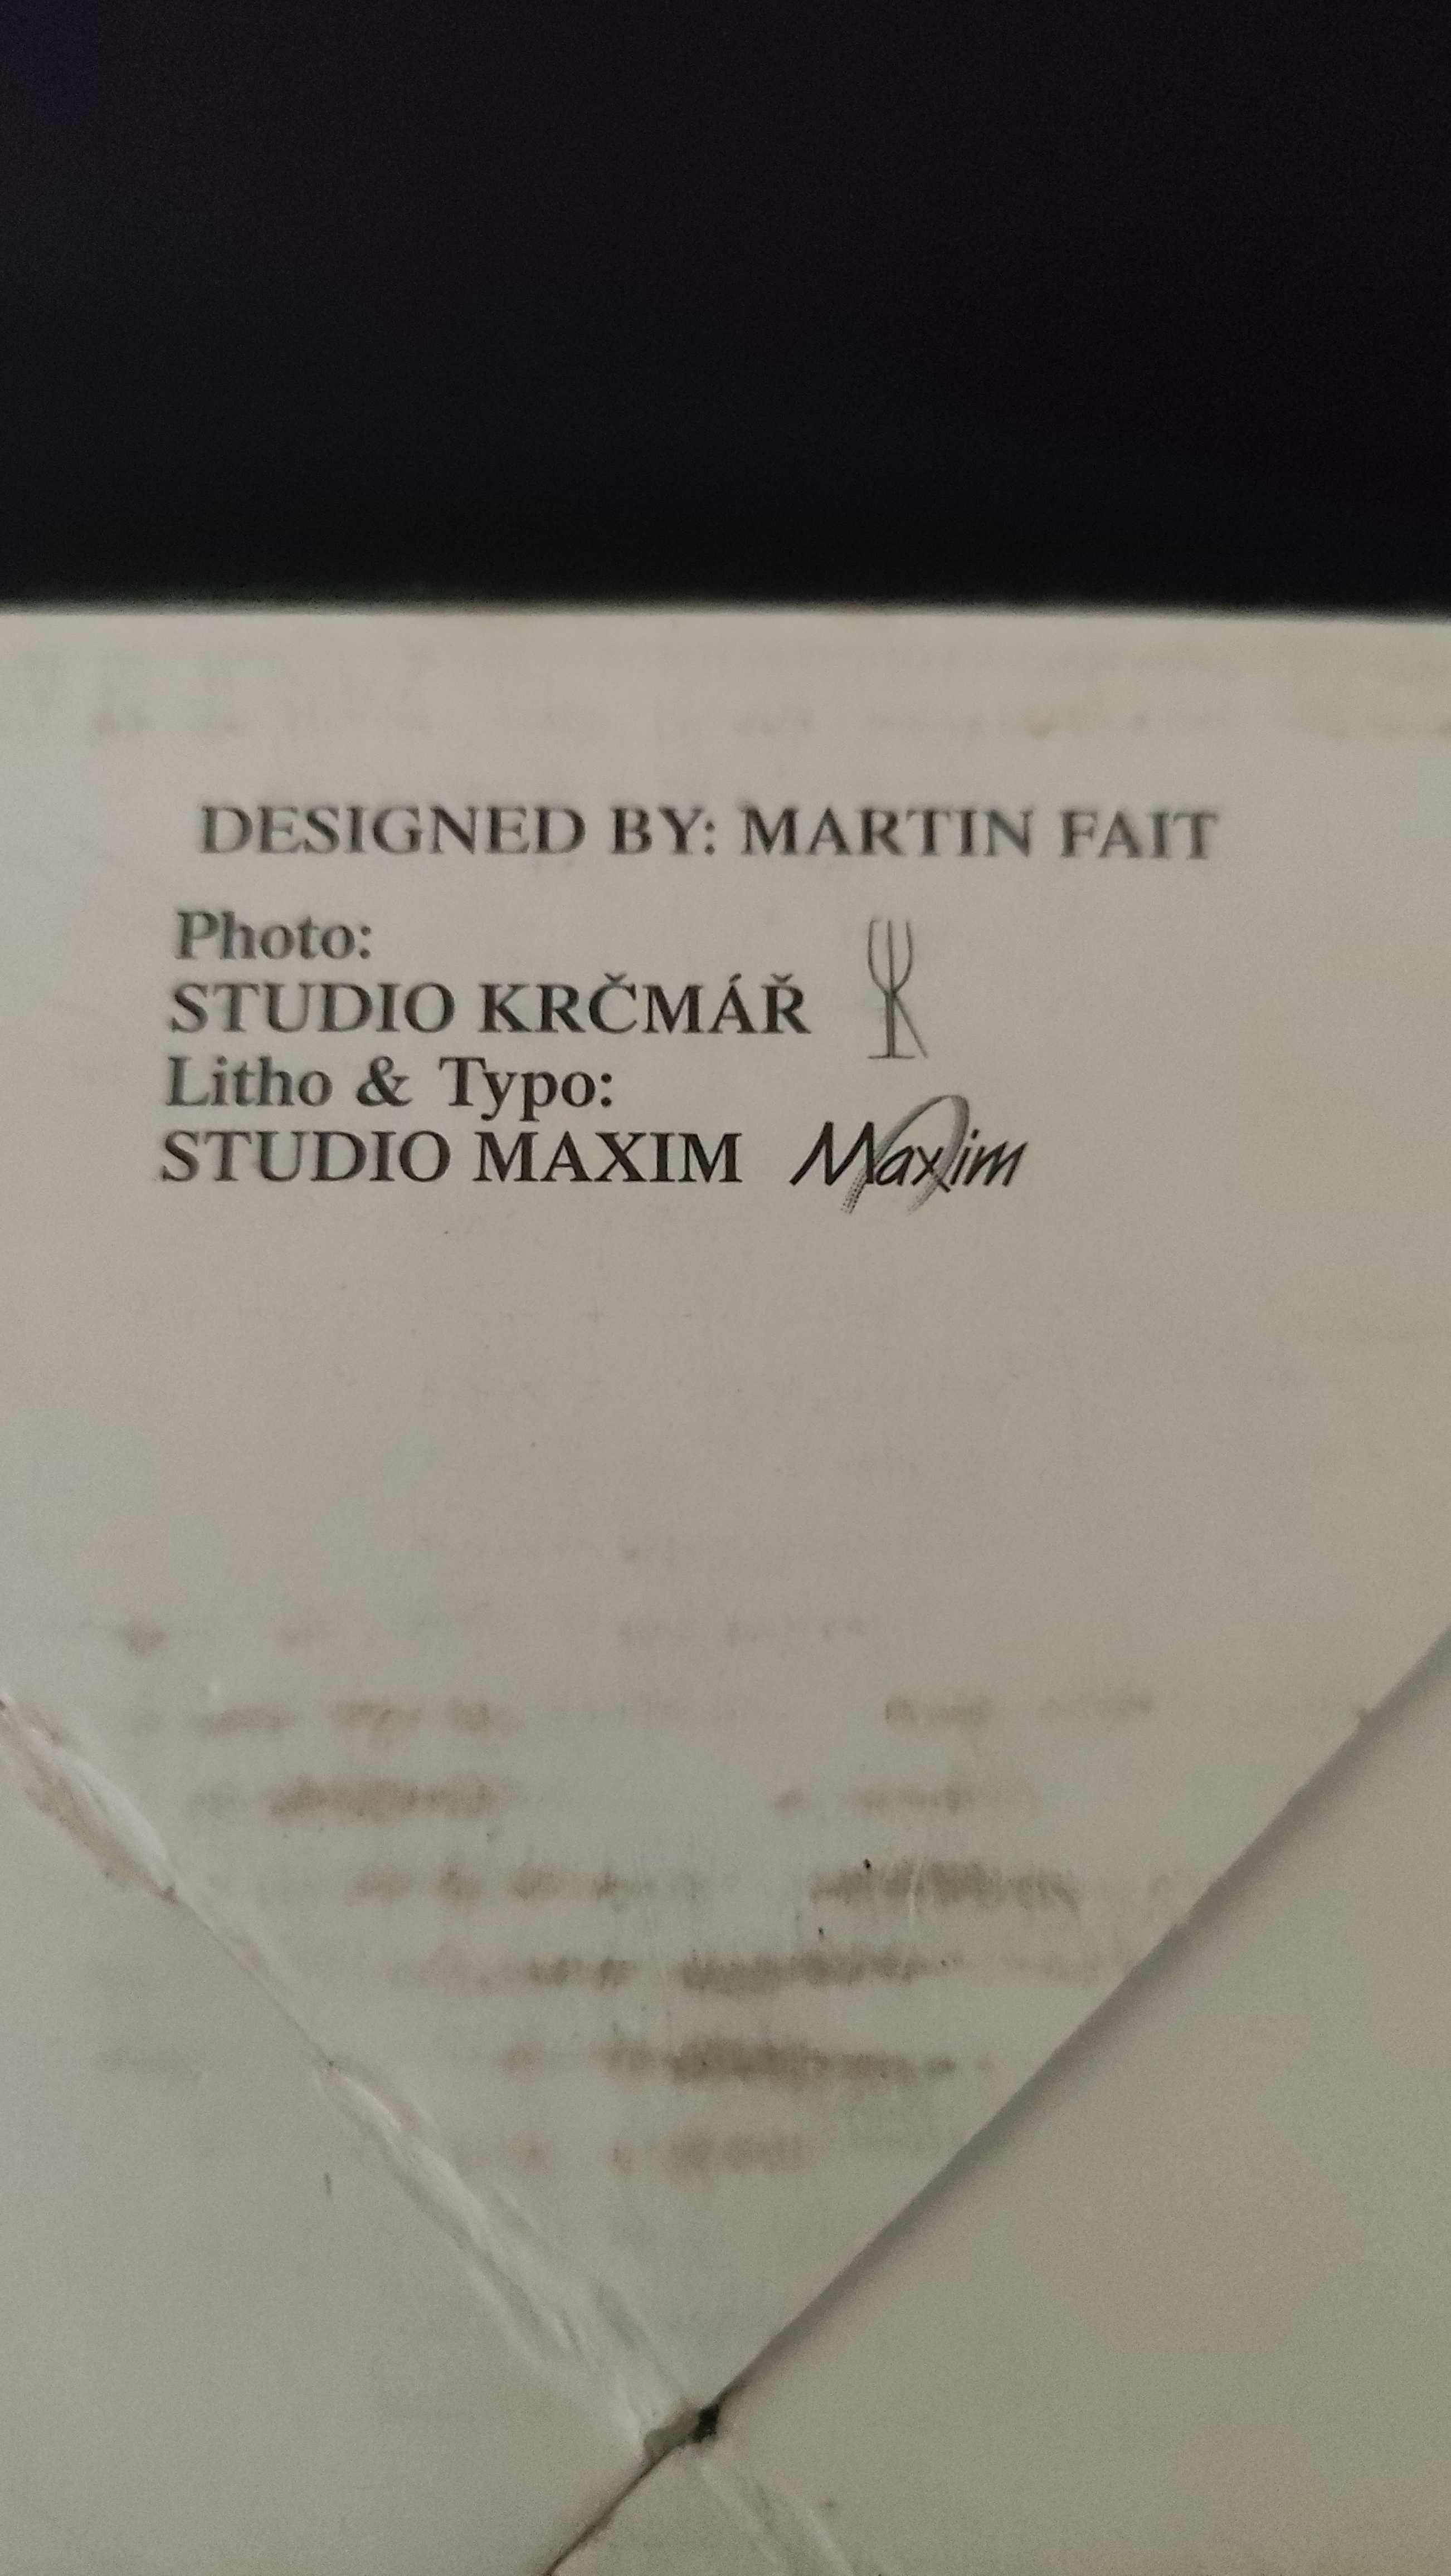 DESIGNED BY: MARTIN FAIT
Photo:
STUDIO KRČMÁŘ
Litho & Typo:
STUDIO MAXIM Maxim